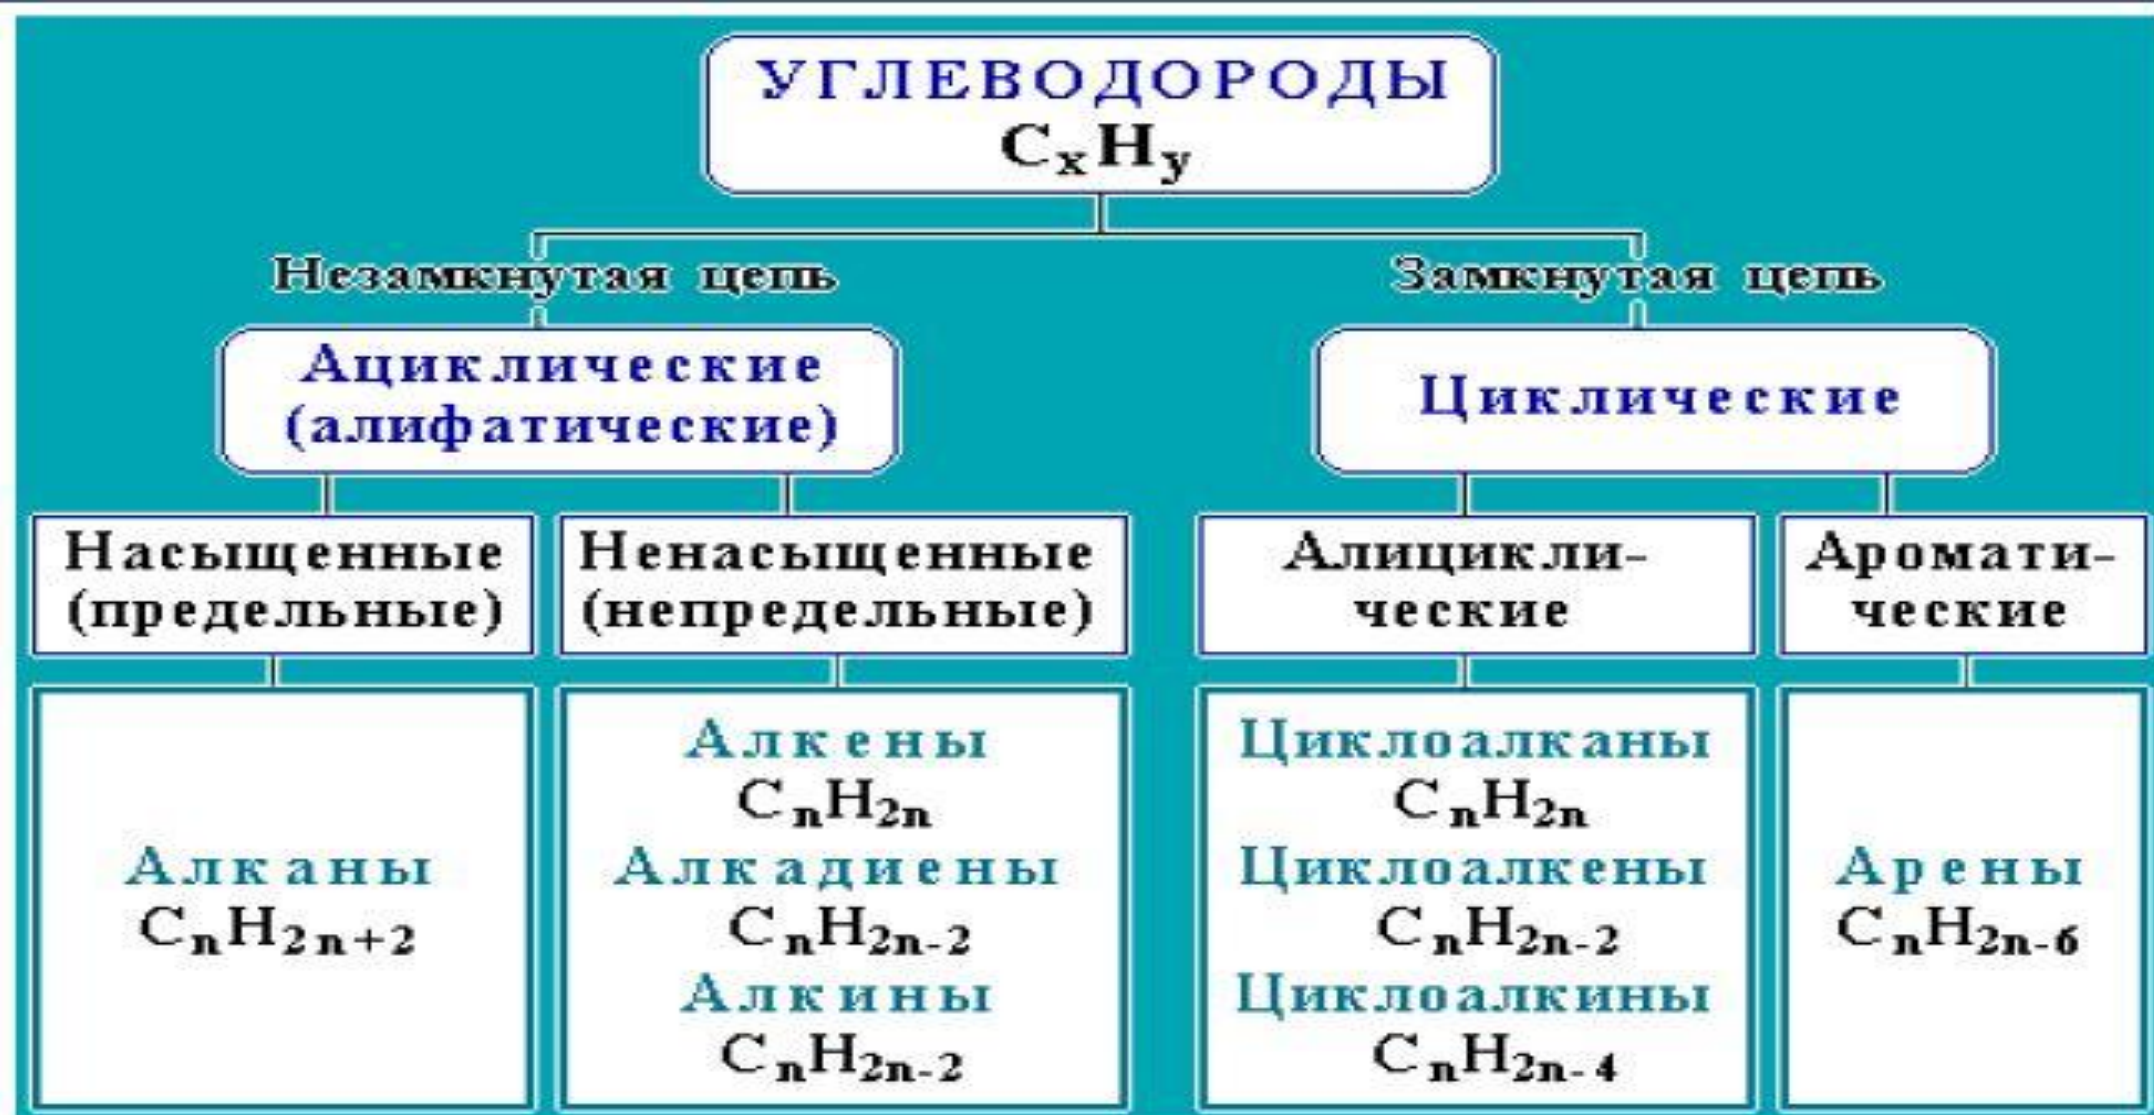 УГЛЕВОДОРОДЫ
CxHy
Незамкнутая цепь
Замкнутая цепь
Ациклические
(алифатические)
Циклические
Насыщенные
(предельные)
Ненасыщенные
(непредельные)
Алицикли-
ческие
Аромати-
ческие
Алканы
CnH2n+2
Алкены
CnH2n
Алкадиены
CnH2n-2
Алкины
CnH2n-2
Циклоалканы
CnH2n
Циклоалкены
CnH2n-2
Циклоалкины
CnH2n-4
Арены
CnH2n-6